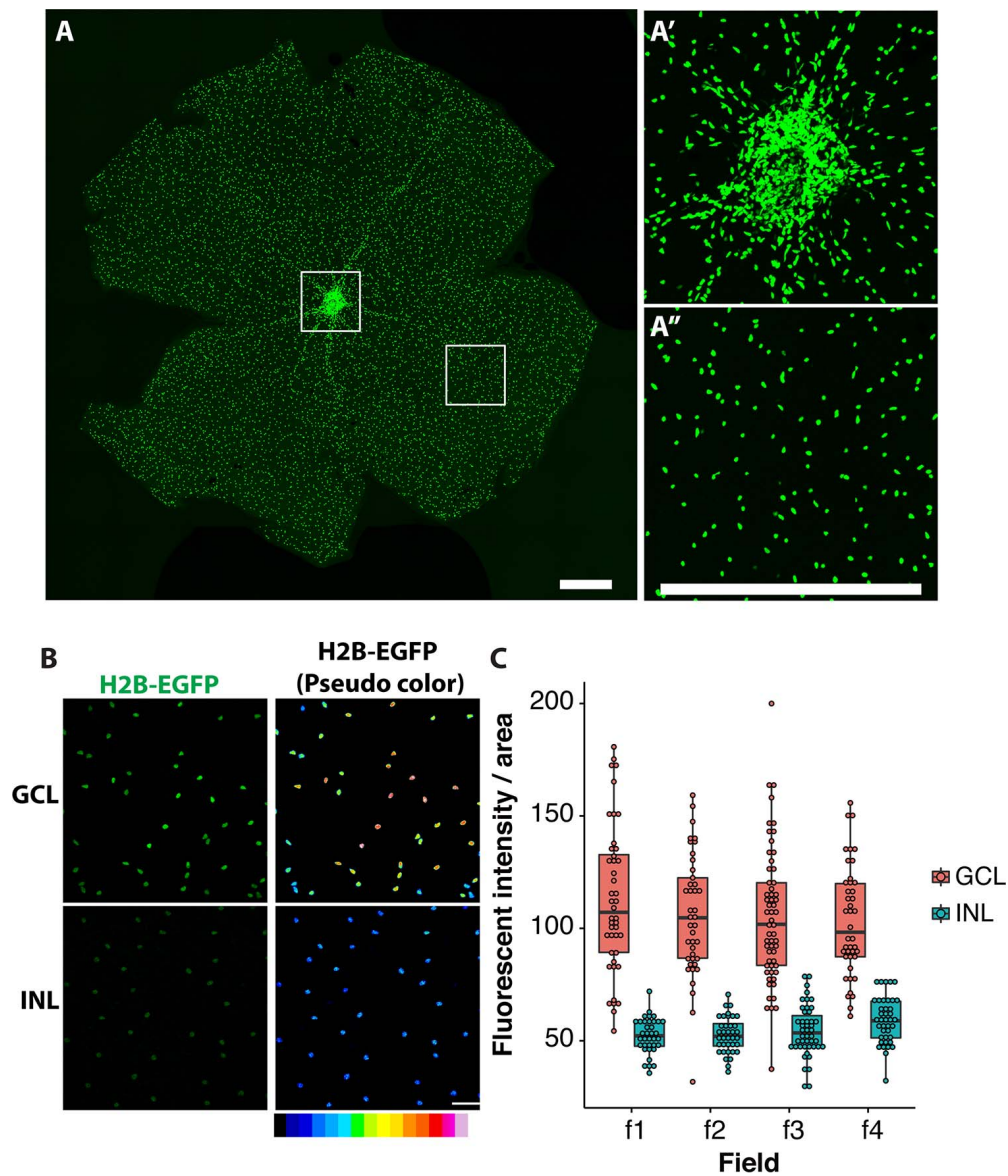 A
A'
A"
B
H2B-EGFP
H2B-EGFP
(Pseudo color)
GCL
INL
C
Fluorescent intensity / area
200
150
100
50
f1
f2
f3
f4
Field
GCL
INL